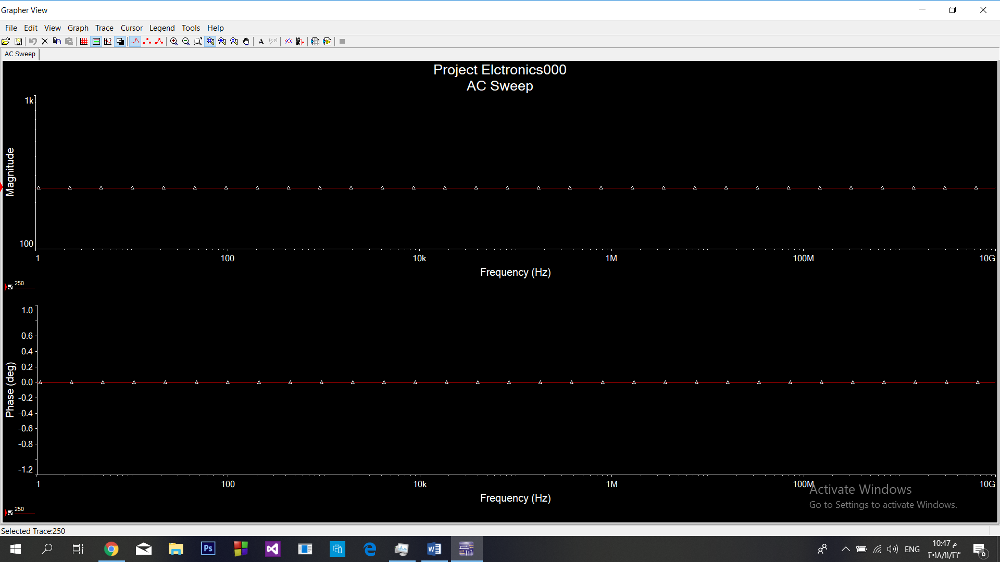 Grapher View
File Edit View Graph Trace Cursor Legend Tools Help
A
AC Sweep
Project Elctronics000
AC Sweep
1k
Magnitude
100
1 100 10k 1M 100M 10G
Frequency (Hz)
250
1.0
0.6
0.4
0.2
0.0
-0.2
-0.4
-0.6
-0.8
-1.2
Phase (deg)
1 100 10k 1M 100M 10G
Frequency (Hz)
250
Activate Windows
Go to Settings to activate Windows.
Selected Trace:250
Ps
ENG
10:47 م
٢٠١٨/١١/٢٣
٥